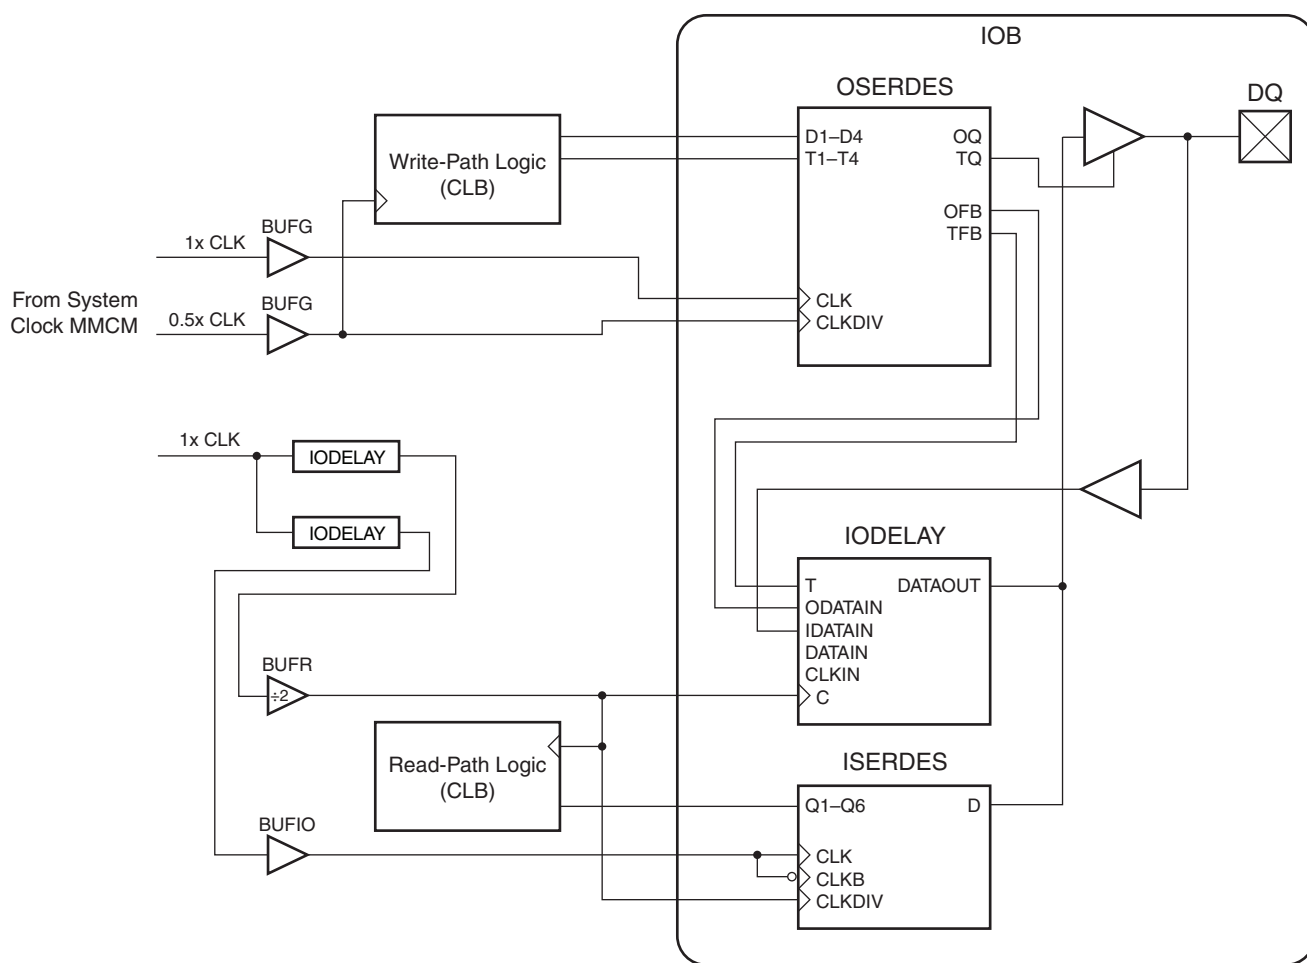 IOB
OSERDES
DQ
D1–D4
OQ
T1–T4
TQ
Write-Path Logic
(CLB)
OFB
TFB
BUFG
1x CLK
CLK
From System
Clock MMCM
BUFG
0.5x CLK
CLKDIV
1x CLK
IODELAY
IODELAY
IODELAY
T
DATAOUT
ODATAIN
IDATAIN
DATAIN
CLKIN
C
BUFR
÷2
Read-Path Logic
(CLB)
ISERDES
Q1–Q6
D
BUFIO
CLK
CLKB
CLKDIV